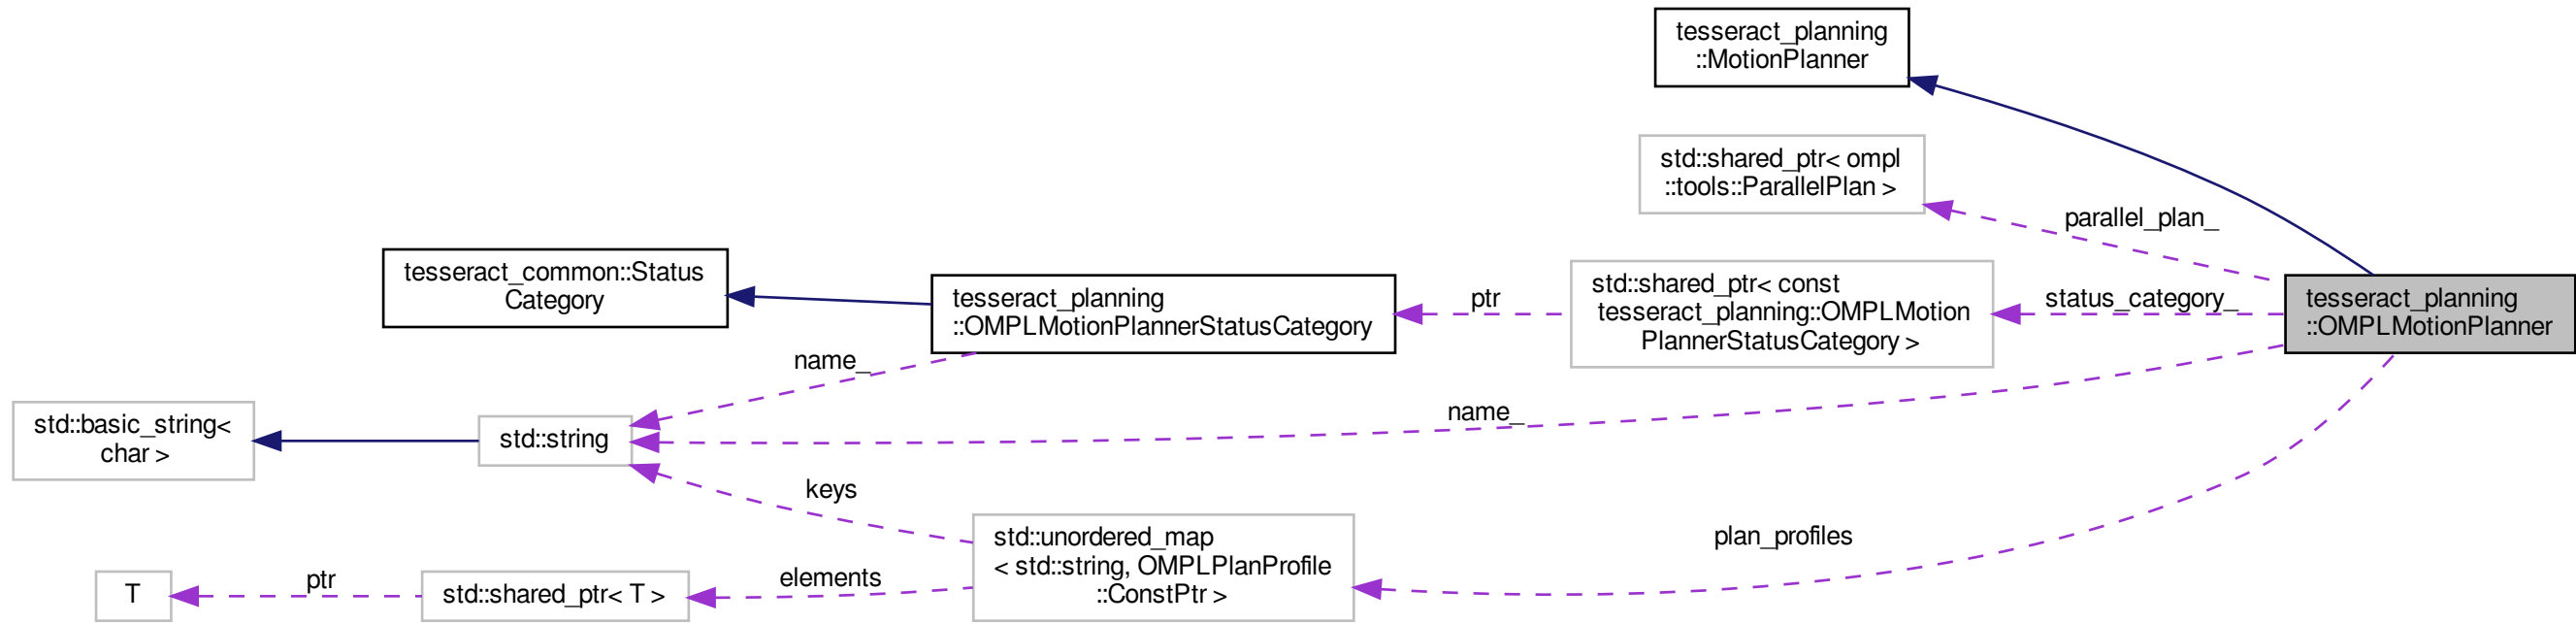 tesseract_planning
::MotionPlanner
std::shared_ptr< ompl
::tools::ParallelPlan >
parallel_plan_
tesseract_common::Status
Category
tesseract_planning
::OMPLMotionPlannerStatusCategory
ptr
std::shared_ptr< const
tesseract_planning::OMPLMotion
PlannerStatusCategory >
status_category_
tesseract_planning
::OMPLMotionPlanner
name_
std::basic_string<
char >
std::string
name_
keys
std::unordered_map
< std::string, OMPLPlanProfile
::ConstPtr >
plan_profiles
T
ptr
std::shared_ptr< T >
elements